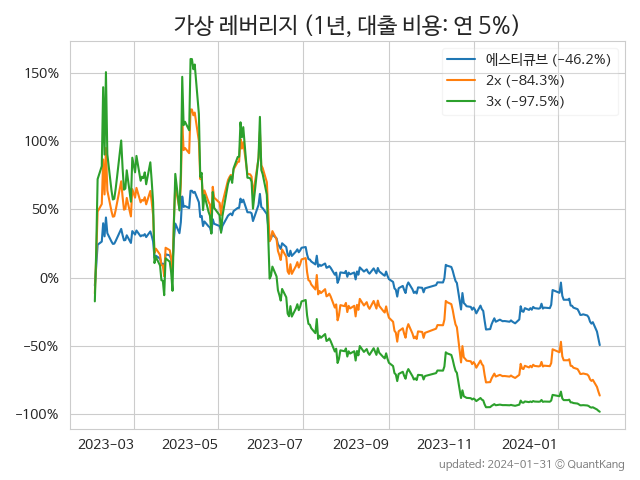 가상 레버리지 (1년, 대출 비용: 연 5%)
에스티큐브 (−46.2%)
2x (−84.3%)
3x (−97.5%)
150%
100%
50%
0%
−50%
−100%
2023-03 2023-05 2023-07 2023-09 2023-11 2024-01
updated: 2024-01-31 © QuantKang